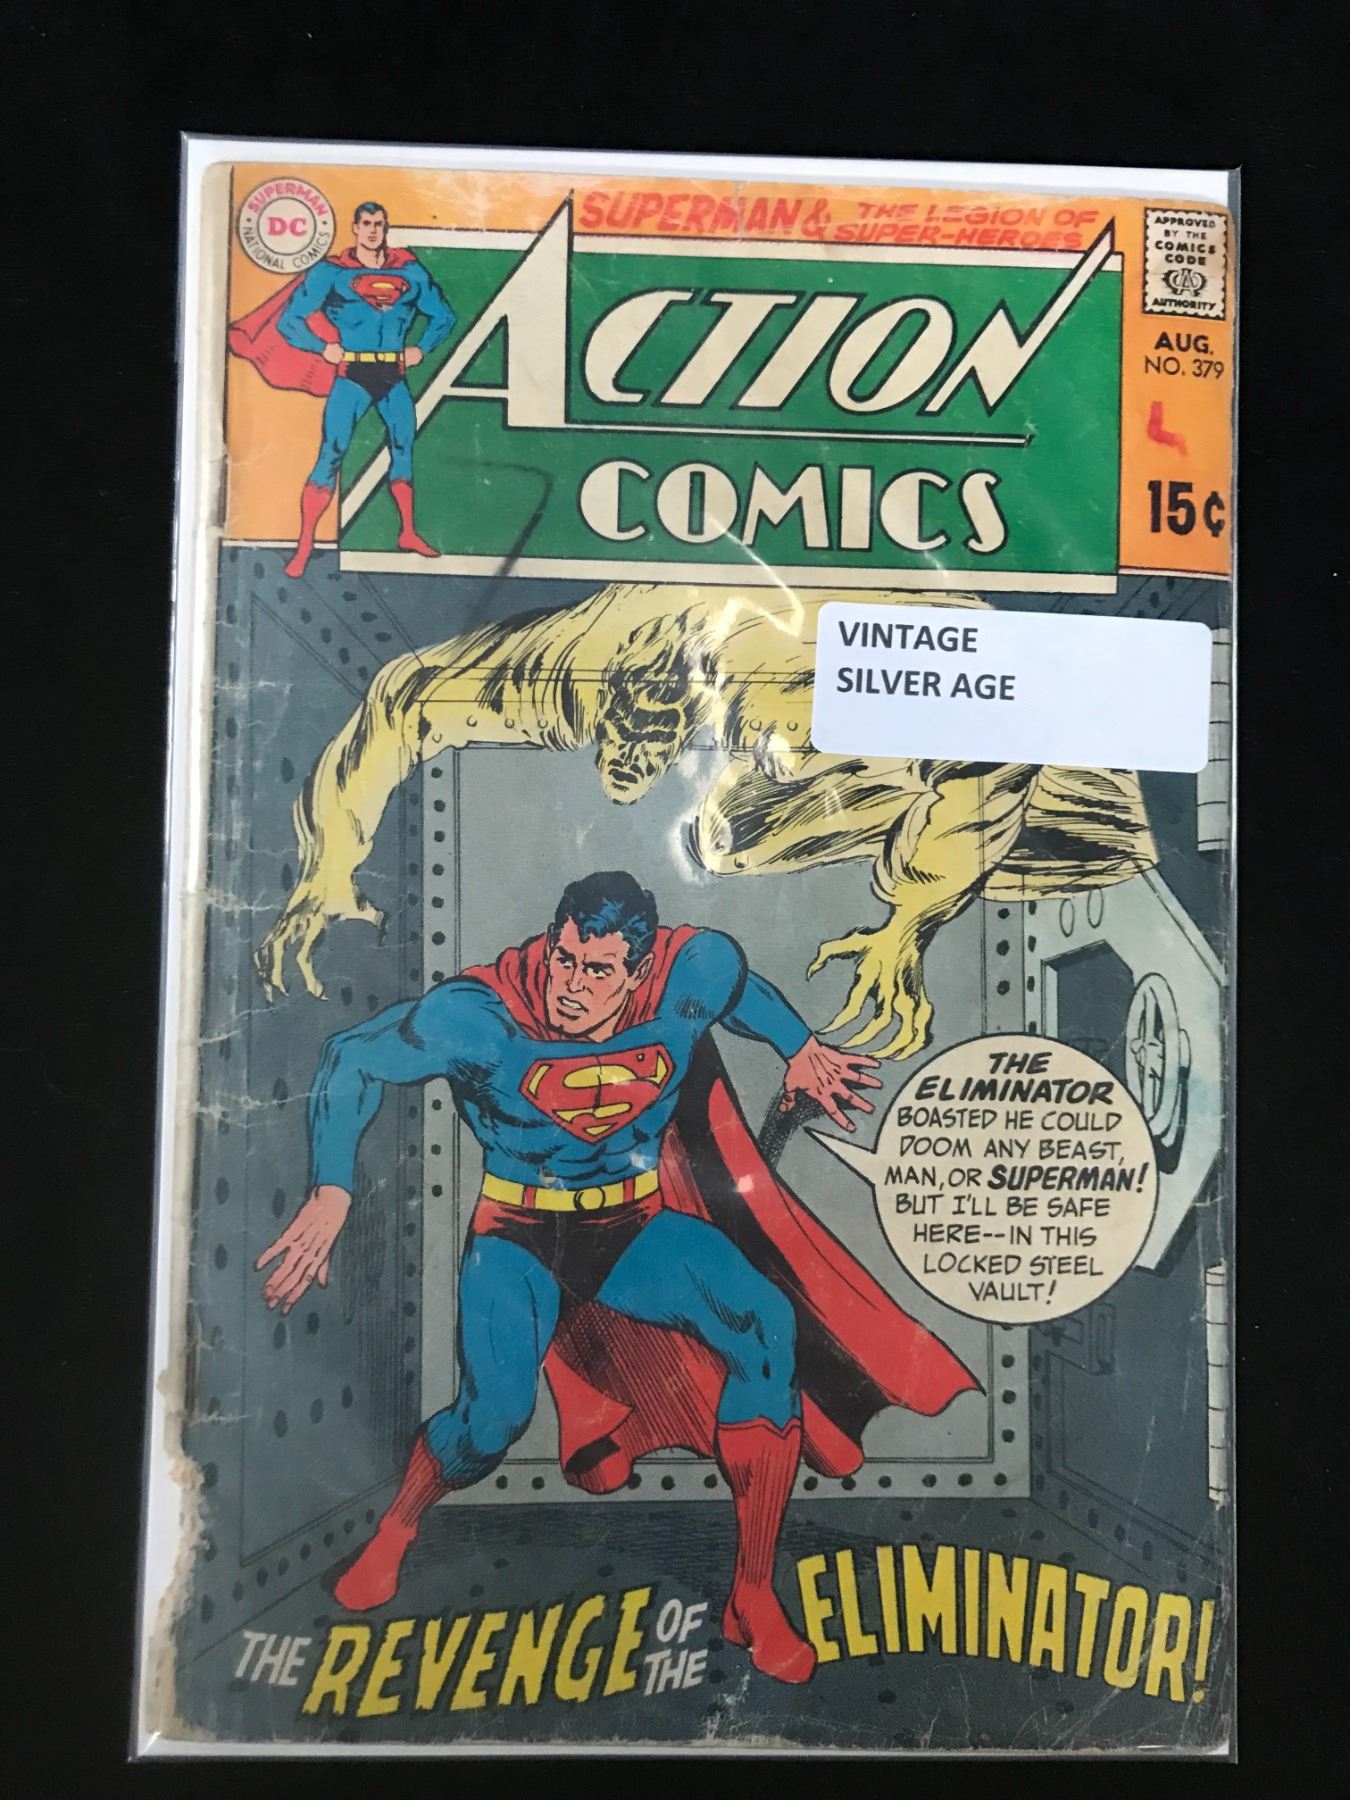 SUPERMAN
DC
NATIONAL COMICS
SUPERMAN & THE LEGION OF
SUPER-HEROES
APPROVED
BY THE
COMICS
CODE
AUTHORITY
ACTION
COMICS
AUG.
NO. 379
15¢
VINTAGE
SILVER AGE
THE
ELIMINATOR
BOASTED HE COULD
DOOM ANY BEAST,
MAN, OR SUPERMAN!
BUT I'LL BE SAFE
HERE--IN THIS
LOCKED STEEL
VAULT!
THE REVENGE OF THE ELIMINATOR!